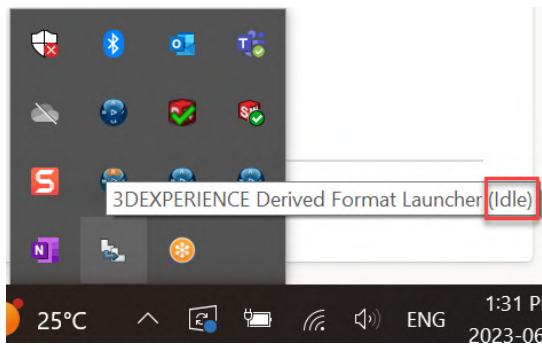 3DEXPERIENCE Derived Format Launcher (Idle)
25°C
ENG
1:31 P
2023-06